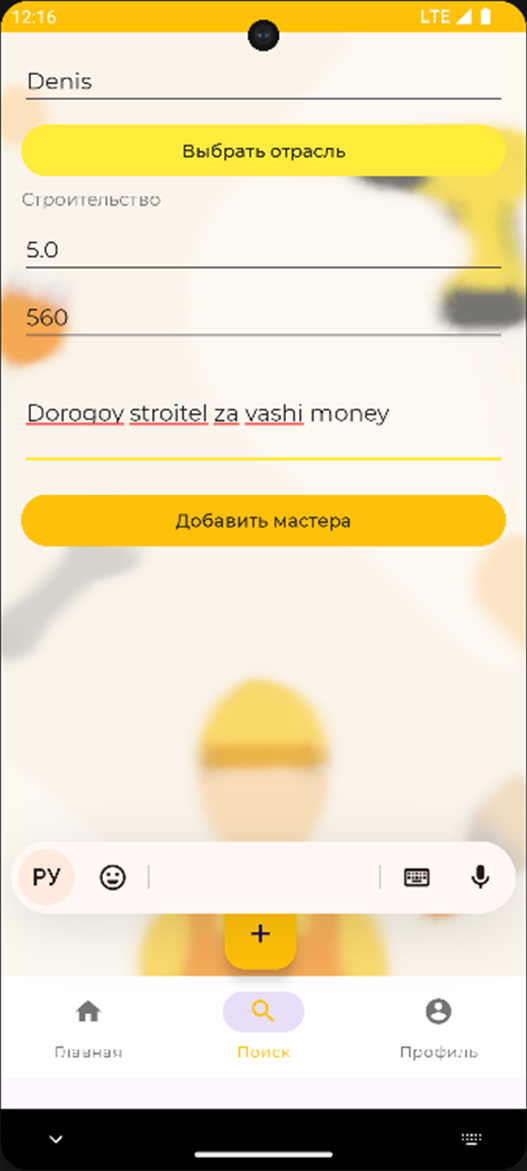 12:16 LTE
Denis
Выбрать отрасль
Строительство
5.0
560
Dorogoy stroitel za vashi money
Добавить мастера
РУ
+
Главная Поиск Профиль